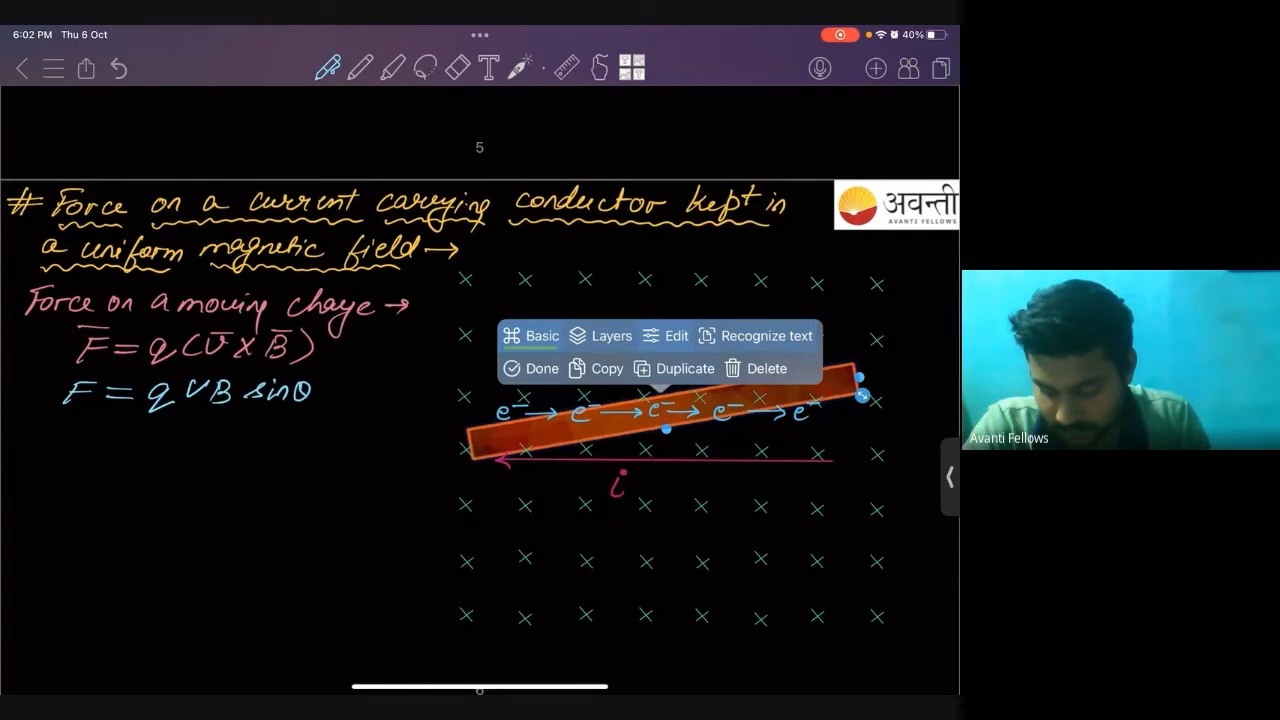 6:02 PM Thu 6 Oct
40%
5
# Force on a current carrying conductor kept in
a uniform magnetic field →
अवन्ती
AVANTI FELLOWS
Force on a moving charge →
F̅ = q(v̅ × B̅)
F = qVB sinθ
Basic Layers Edit Recognize text
Done Copy Duplicate Delete
e⁻ → e⁻ → e⁻ → e⁻ → e⁻
i
Avanti Fellows